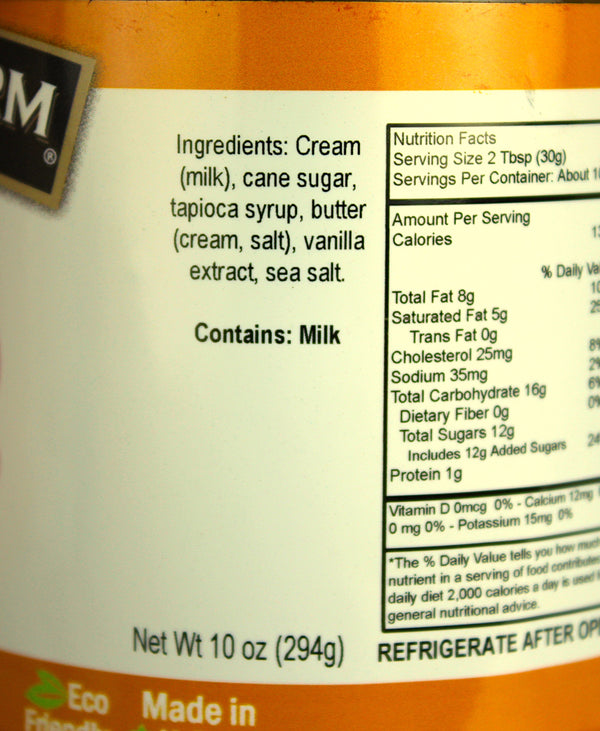 RM
®
Ingredients: Cream
(milk), cane sugar,
tapioca syrup, butter
(cream, salt), vanilla
extract, sea salt.
Contains: Milk
Net Wt 10 oz (294g)
Nutrition Facts
Serving Size 2 Tbsp (30g)
Servings Per Container: About
Amount Per Serving
Calories
% Daily
Total Fat 8g
Saturated Fat 5g
Trans Fat 0g
Cholesterol 25mg 8%
Sodium 35mg 2%
Total Carbohydrate 16g 6%
Dietary Fiber 0g 0%
Total Sugars 12g
Includes 12g Added Sugars
Protein 1g
Vitamin D 0mcg 0% - Calcium 12mg
0 mg 0% - Potassium 15mg 0%
*The % Daily Value tells you how much
nutrient in a serving of food
daily diet 2,000 calories a day is used
general nutritional advice.
REFRIGERATE AFTER
Eco
Made in